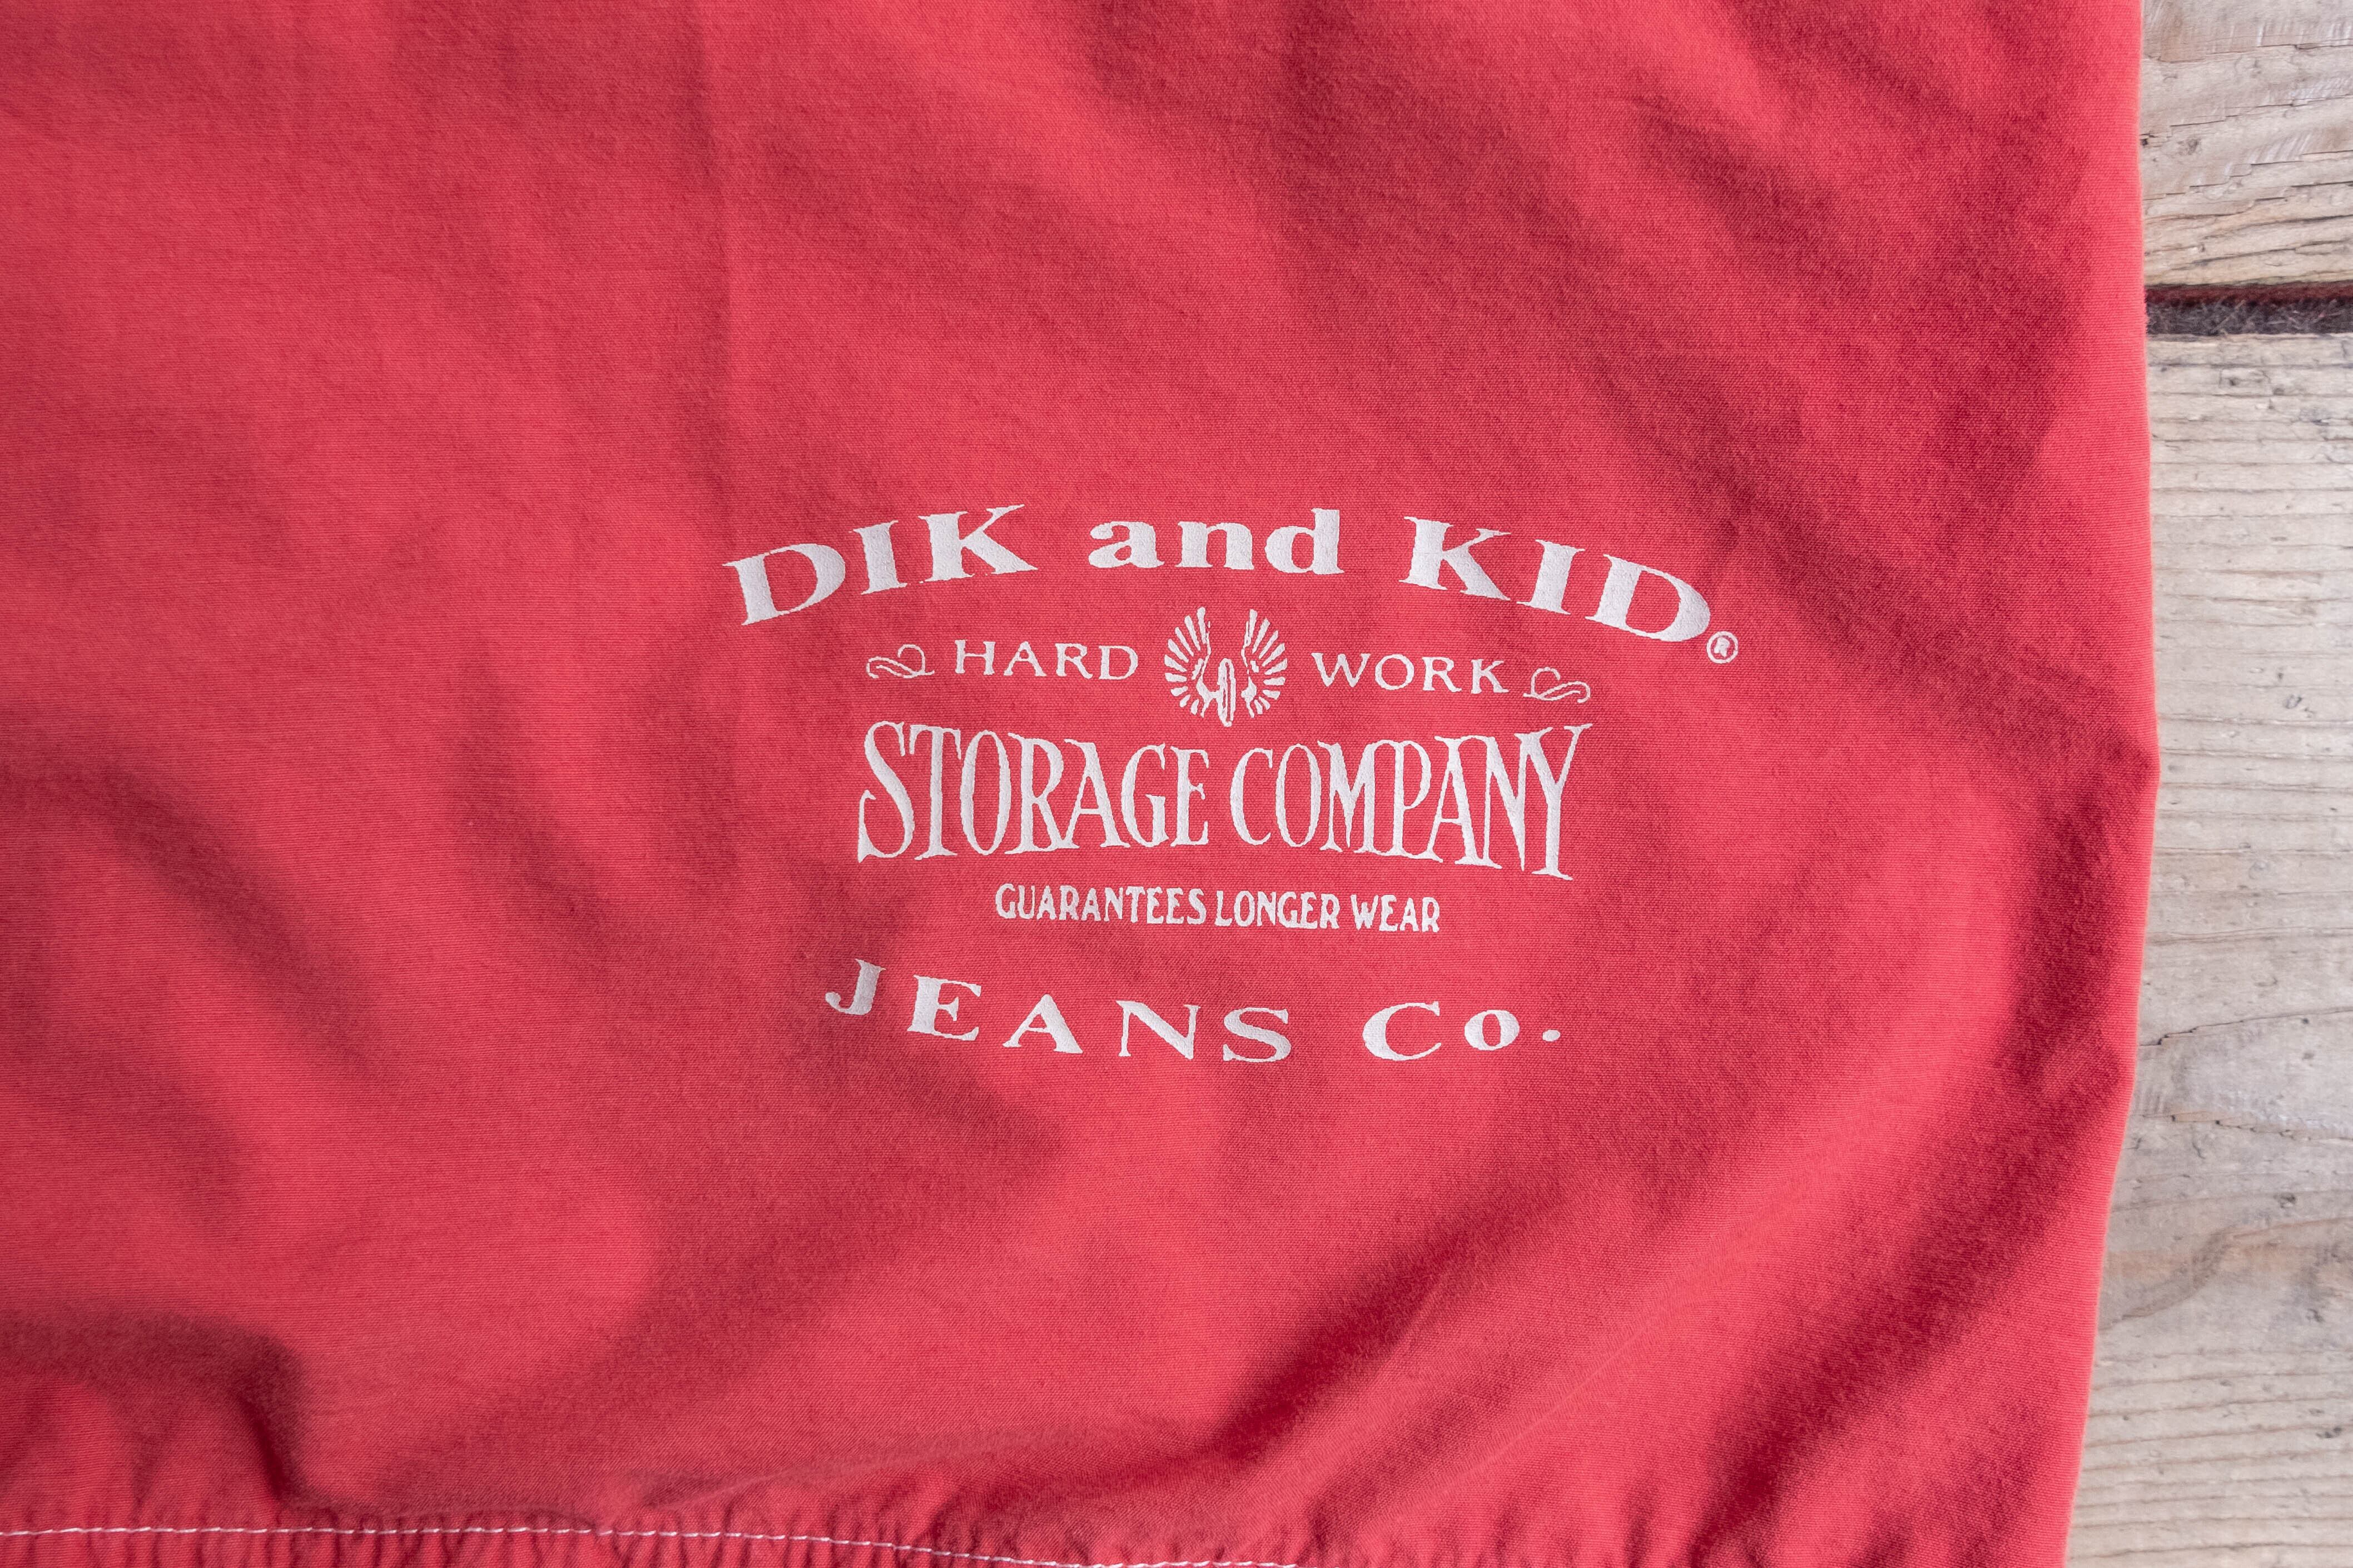 DIK and KID®
HARD WORK
STORAGE COMPANY
GUARANTEES LONGER WEAR
JEANS Co.